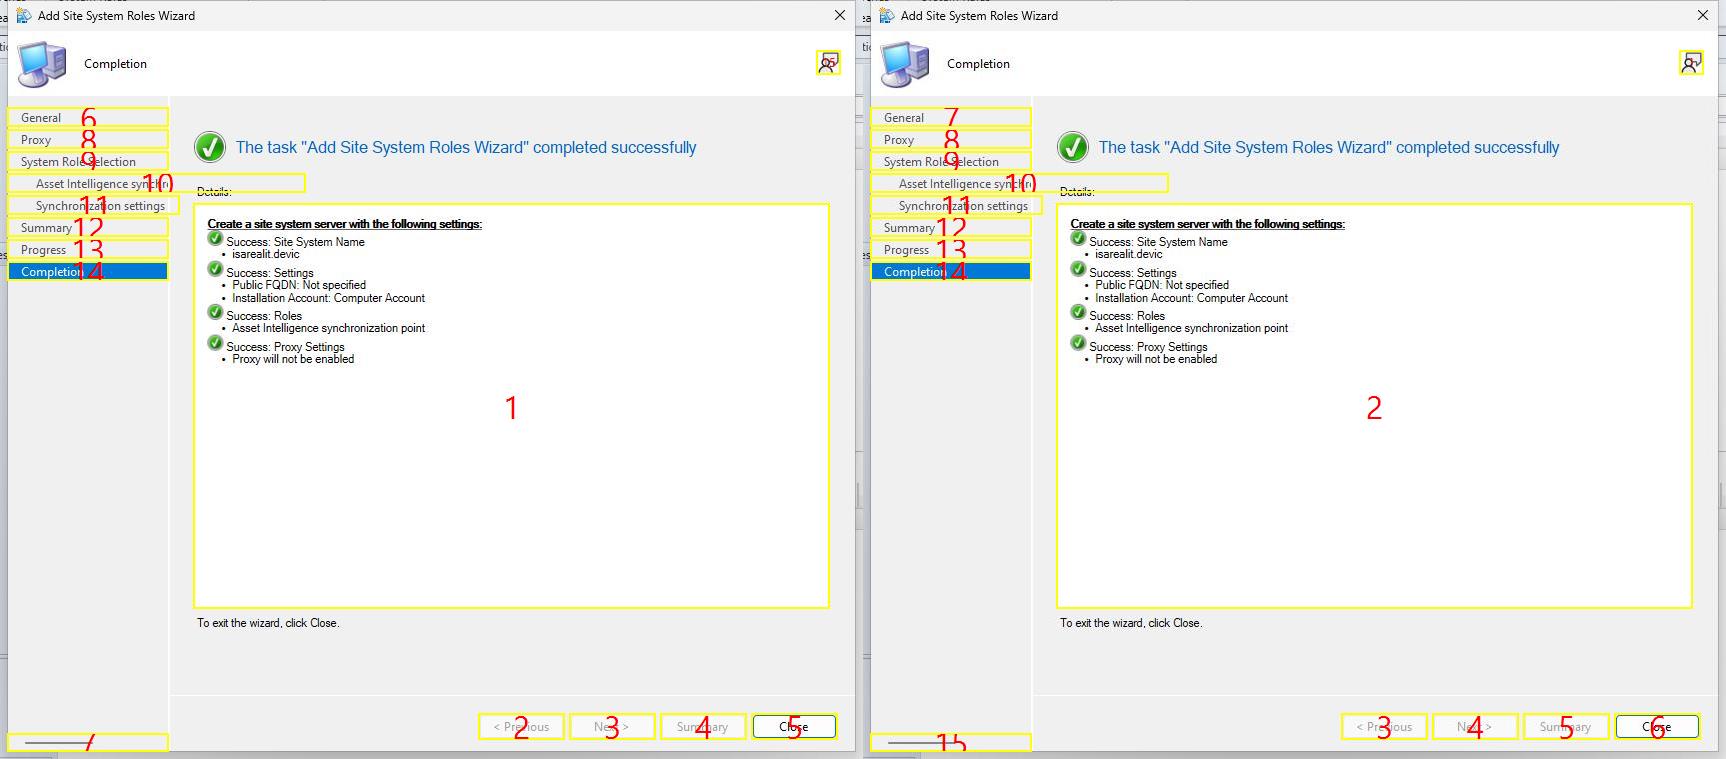 Add Site System Roles Wizard
Completion
15
General 6
Proxy 8
System Role Selection 9
Asset Intelligence synchr 10
Synchronization settings 11
Summary 12
Progress 13
Completion 14
7
The task "Add Site System Roles Wizard" completed successfully
Details:
Create a site system server with the following settings:
Success: Site System Name
• isarealit.devic
Success: Settings
• Public FQDN: Not specified
• Installation Account: Computer Account
Success: Roles
• Asset Intelligence synchronization point
Success: Proxy Settings
• Proxy will not be enabled
1
To exit the wizard, click Close.
< Previous 2
Next > 3
Summary 4
Close 5
Add Site System Roles Wizard
Completion
1
General 7
Proxy 8
System Role Selection 9
Asset Intelligence synchr 10
Synchronization settings 11
Summary 12
Progress 13
Completion 14
15
The task "Add Site System Roles Wizard" completed successfully
Details:
Create a site system server with the following settings:
Success: Site System Name
• isarealit.devic
Success: Settings
• Public FQDN: Not specified
• Installation Account: Computer Account
Success: Roles
• Asset Intelligence synchronization point
Success: Proxy Settings
• Proxy will not be enabled
2
To exit the wizard, click Close.
< Previous 3
Next > 4
Summary 5
Close 6